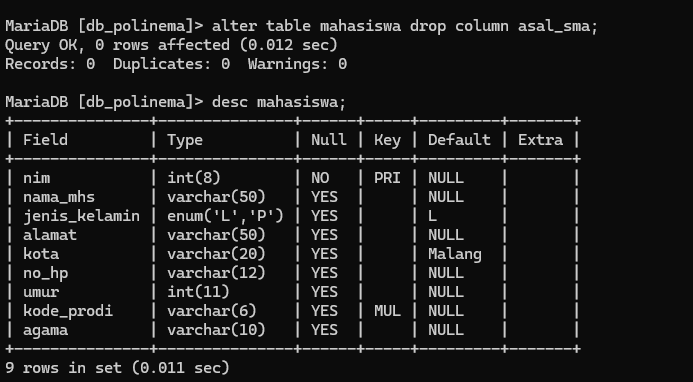 MariaDB [db_polinema]> alter table mahasiswa drop column asal_sma;
Query OK, 0 rows affected (0.012 sec)
Records: 0  Duplicates: 0  Warnings: 0

MariaDB [db_polinema]> desc mahasiswa;
+---------------+---------------+------+-----+---------+-------+
| Field         | Type          | Null | Key | Default | Extra |
+---------------+---------------+------+-----+---------+-------+
| nim           | int(8)        | NO   | PRI | NULL    |       |
| nama_mhs      | varchar(50)   | YES  |     | NULL    |       |
| jenis_kelamin | enum('L','P') | YES  |     | L       |       |
| alamat        | varchar(50)   | YES  |     | NULL    |       |
| kota          | varchar(20)   | YES  |     | Malang  |       |
| no_hp         | varchar(12)   | YES  |     | NULL    |       |
| umur          | int(11)       | YES  |     | NULL    |       |
| kode_prodi    | varchar(6)    | YES  | MUL | NULL    |       |
| agama         | varchar(10)   | YES  |     | NULL    |       |
+---------------+---------------+------+-----+---------+-------+
9 rows in set (0.011 sec)